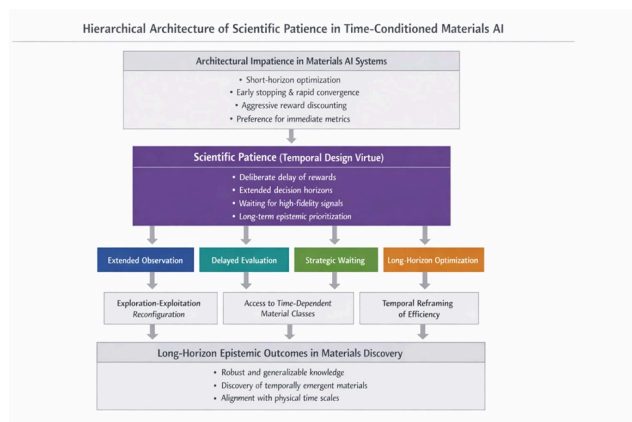 Hierarchical Architecture of Scientific Patience in Time-Conditioned Materials AI
Architectural Impatience in Materials AI Systems
• Short-horizon optimization
• Early stopping & rapid convergence
• Aggressive reward discounting
• Preference for immediate metrics
Scientific Patience (Temporal Design Virtue)
• Deliberate delay of rewards
• Extended decision horizons
• Waiting for high-fidelity signals
• Long-term epistemic prioritization
Extended Observation
Delayed Evaluation
Strategic Waiting
Long-Horizon Optimization
Exploration-Exploitation
Reconfiguration
Access to Time-Dependent
Material Classes
Temporal Reframing
of Efficiency
Long-Horizon Epistemic Outcomes in Materials Discovery
• Robust and generalizable knowledge
• Discovery of temporally emergent materials
• Alignment with physical time scales